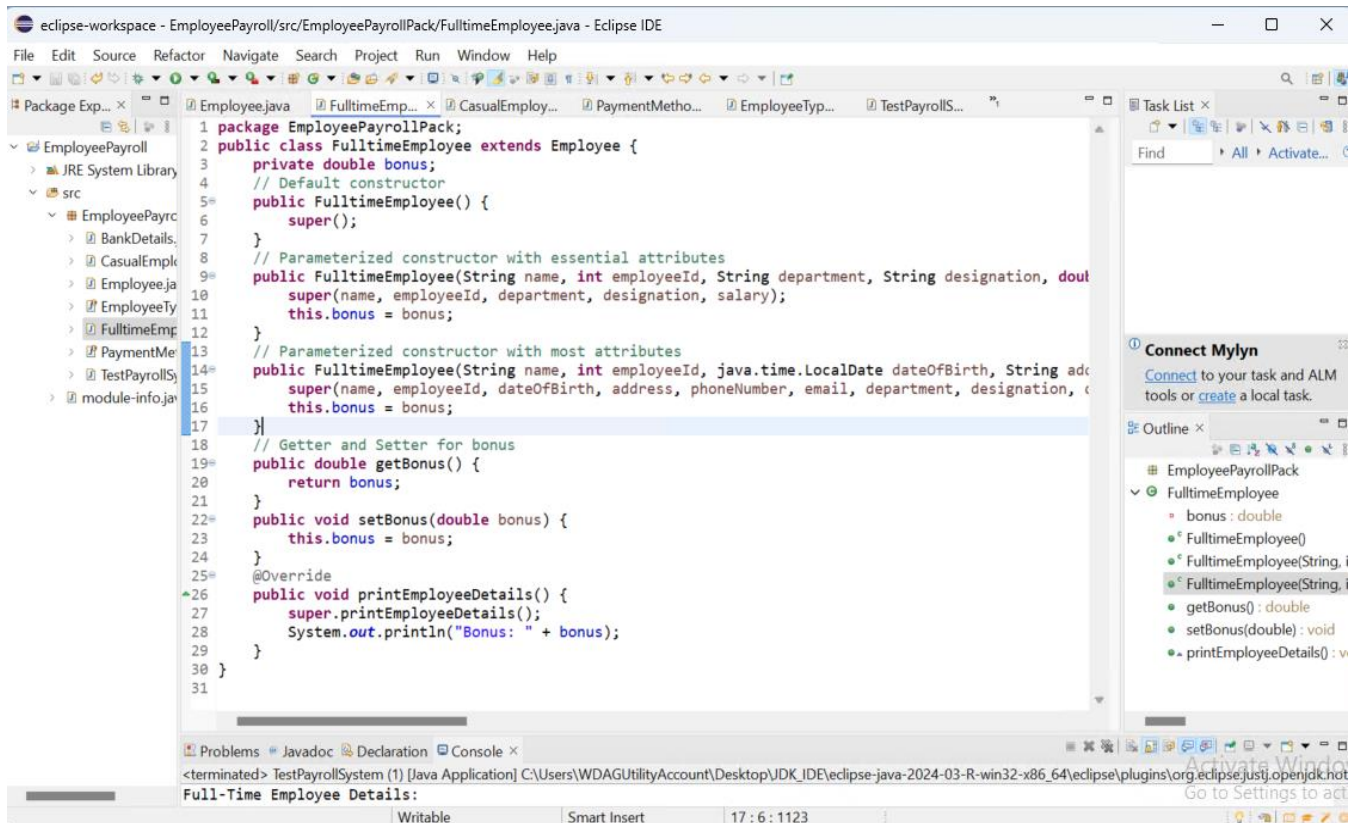 eclipse-workspace - EmployeePayroll/src/EmployeePayrollPack/FulltimeEmployee.java - Eclipse IDE
File Edit Source Refactor Navigate Search Project Run Window Help
Package Exp...
EmployeePayroll
JRE System Library
src
EmployeePayro
BankDetails.
CasualEmplo
Employee.ja
EmployeeTy
FulltimeEmp
PaymentMe
TestPayrollSy
module-info.jav
Employee.java FulltimeEmp... CasualEmploy... PaymentMetho... EmployeeTyp... TestPayrollS... 1
1 package EmployeePayrollPack;
2 public class FulltimeEmployee extends Employee {
3 private double bonus;
4 // Default constructor
5 public FulltimeEmployee() {
6 super();
7 }
8 // Parameterized constructor with essential attributes
9 public FulltimeEmployee(String name, int employeeId, String department, String designation, doub
10 super(name, employeeId, department, designation, salary);
11 this.bonus = bonus;
12 }
13 // Parameterized constructor with most attributes
14 public FulltimeEmployee(String name, int employeeId, java.time.LocalDate dateOfBirth, String add
15 super(name, employeeId, dateOfBirth, address, phoneNumber, email, department, designation,
16 this.bonus = bonus;
17 }
18 // Getter and Setter for bonus
19 public double getBonus() {
20 return bonus;
21 }
22 public void setBonus(double bonus) {
23 this.bonus = bonus;
24 }
25 @Override
26 public void printEmployeeDetails() {
27 super.printEmployeeDetails();
28 System.out.println("Bonus: " + bonus);
29 }
30 }
31
Task List
Find All Activate...
Connect Mylyn
Connect to your task and ALM
tools or create a local task.
Outline
EmployeePayrollPack
FulltimeEmployee
bonus : double
FulltimeEmployee()
FulltimeEmployee(String, i
FulltimeEmployee(String, i
getBonus() : double
setBonus(double) : void
printEmployeeDetails() : v
Problems Javadoc Declaration Console
<terminated> TestPayrollSystem (1) [Java Application] C:\Users\WDAGUtilityAccount\Desktop\JDK_IDE\eclipse-java-2024-03-R-win32-x86_64\eclipse\plugins\org.eclipse.justj.openjdk.hot
Full-Time Employee Details:
Activate Windo
Go to Settings to act
Writable Smart Insert 17 : 6 : 1123